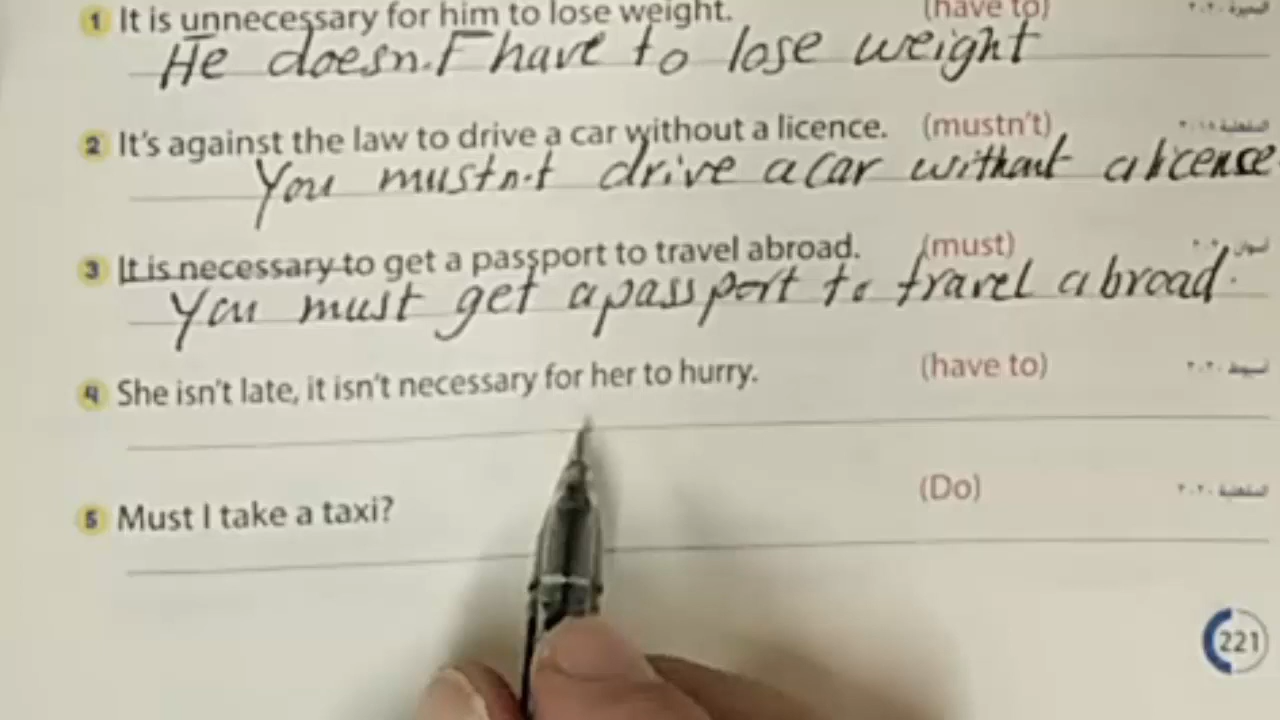 1 It is unnecessary for him to lose weight. (have to)
He doesn.t have to lose weight
2 It's against the law to drive a car without a licence. (mustn't)
You mustn.t drive a car without a licence
3 It is necessary to get a passport to travel abroad. (must)
You must get a passport to travel abroad.
4 She isn't late, it isn't necessary for her to hurry. (have to)
5 Must I take a taxi? (Do)
221